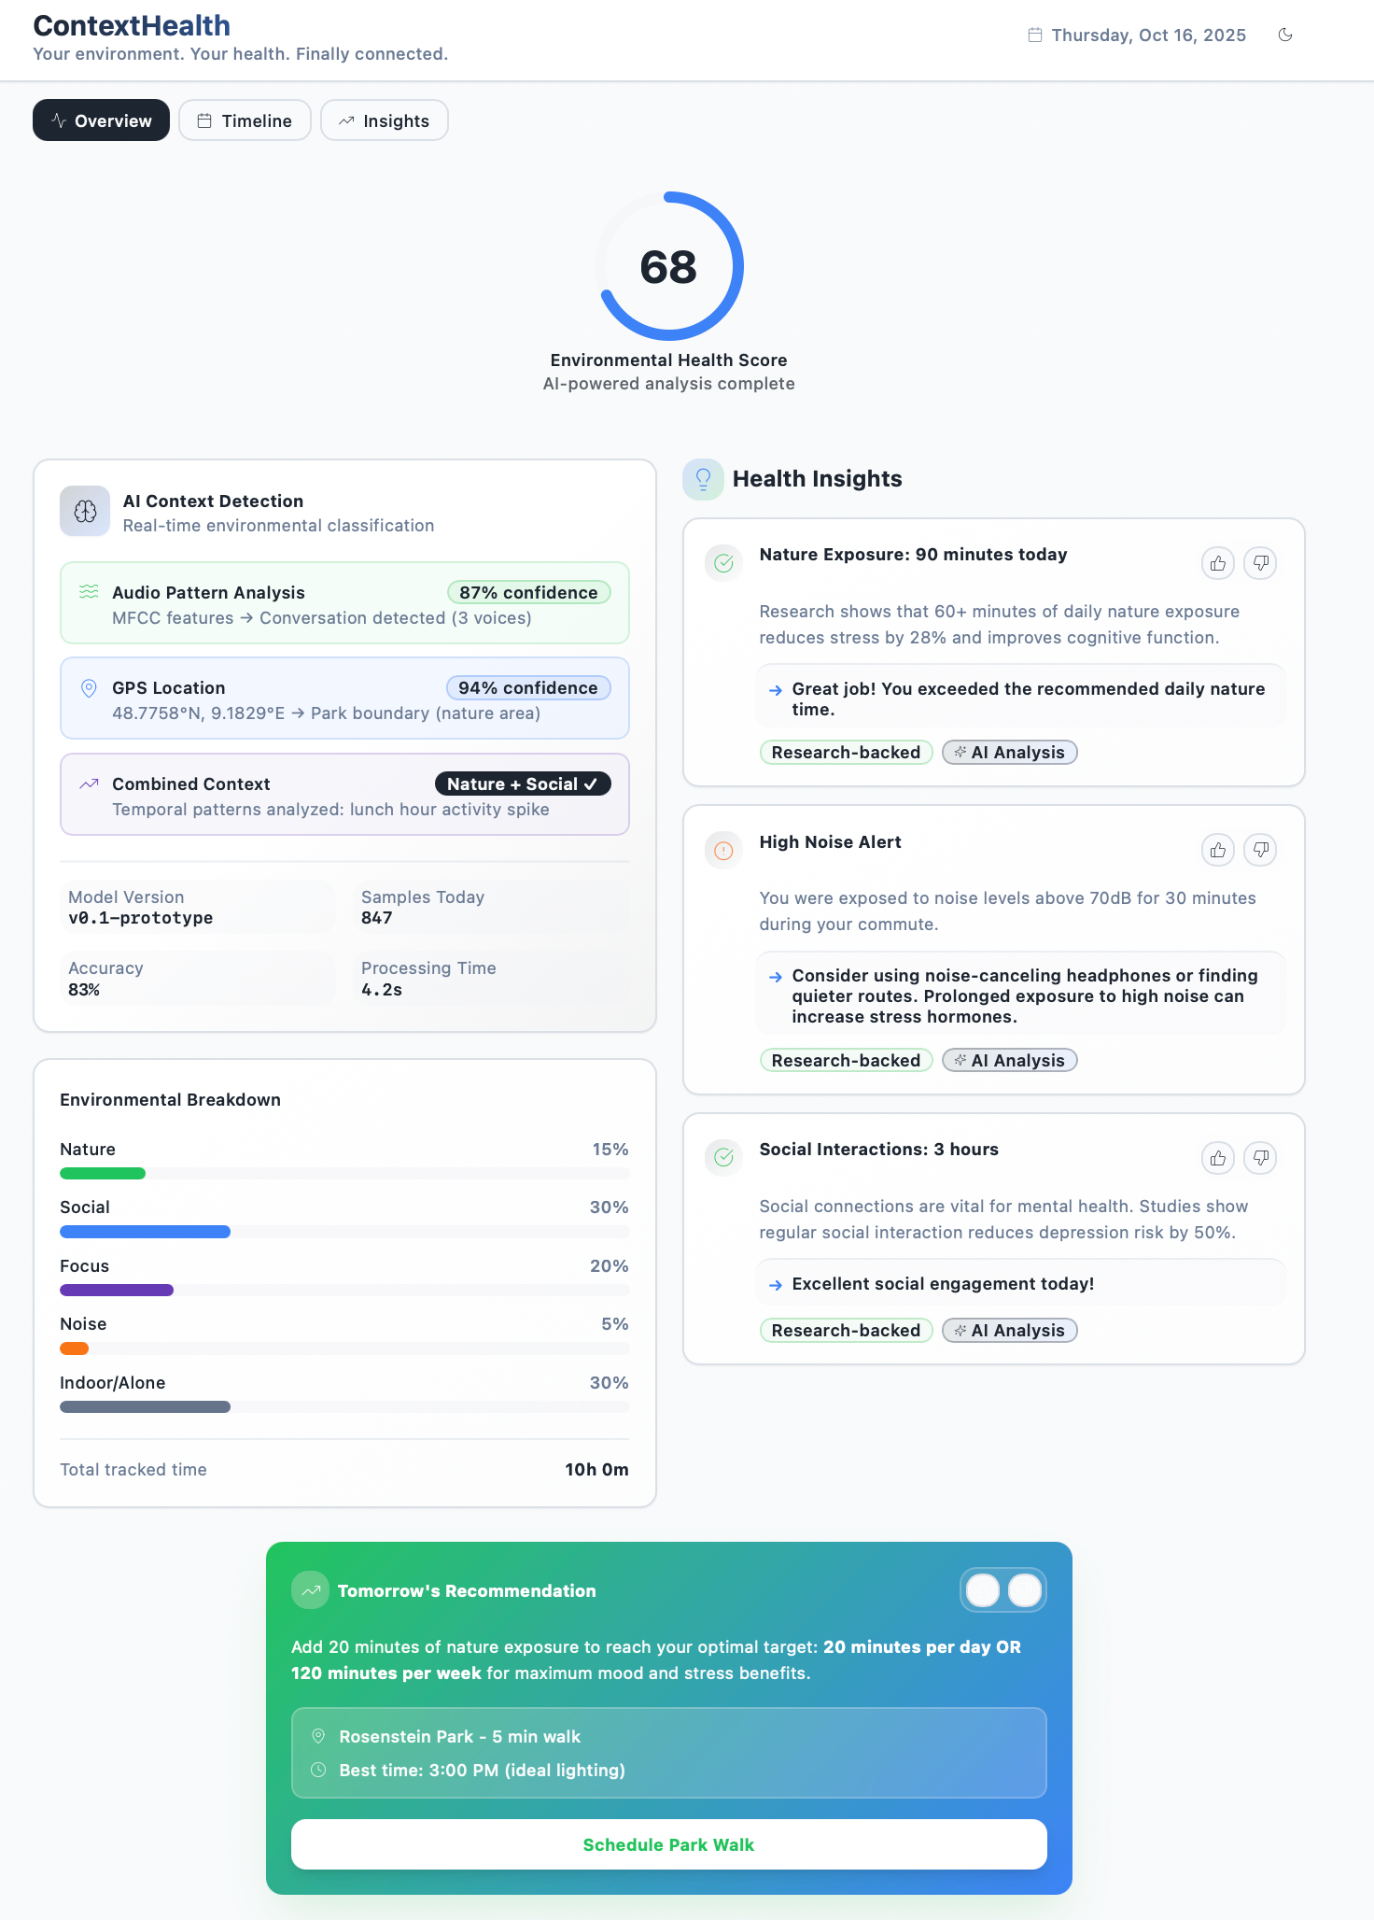 ContextHealth
Your environment. Your health. Finally connected.
Thursday, Oct 16, 2025
Overview
Timeline
Insights
68
Environmental Health Score
AI-powered analysis complete
AI Context Detection
Real-time environmental classification
Audio Pattern Analysis
87% confidence
MFCC features → Conversation detected (3 voices)
GPS Location
94% confidence
48.7758°N, 9.1829°E → Park boundary (nature area)
Combined Context
Nature + Social ✓
Temporal patterns analyzed: lunch hour activity spike
Model Version
v0.1-prototype
Samples Today
847
Accuracy
83%
Processing Time
4.2s
Environmental Breakdown
Nature
15%
Social
30%
Focus
20%
Noise
5%
Indoor/Alone
30%
Total tracked time
10h 0m
Health Insights
Nature Exposure: 90 minutes today
Research shows that 60+ minutes of daily nature exposure
reduces stress by 28% and improves cognitive function.
→ Great job! You exceeded the recommended daily nature
time.
Research-backed
AI Analysis
High Noise Alert
You were exposed to noise levels above 70dB for 30 minutes
during your commute.
→ Consider using noise-canceling headphones or finding
quieter routes. Prolonged exposure to high noise can
increase stress hormones.
Research-backed
AI Analysis
Social Interactions: 3 hours
Social connections are vital for mental health. Studies show
regular social interaction reduces depression risk by 50%.
→ Excellent social engagement today!
Research-backed
AI Analysis
Tomorrow's Recommendation
Add 20 minutes of nature exposure to reach your optimal target: 20 minutes per day OR
120 minutes per week for maximum mood and stress benefits.
Rosenstein Park - 5 min walk
Best time: 3:00 PM (ideal lighting)
Schedule Park Walk